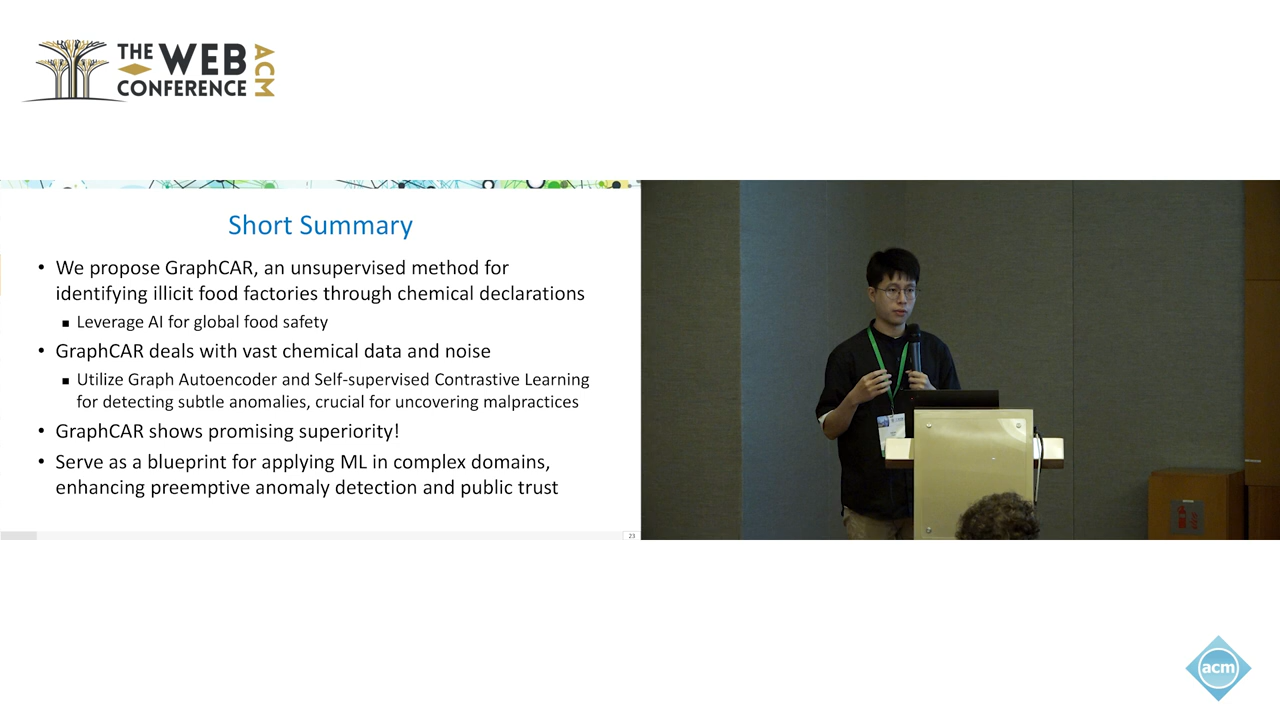 THE WEB
CONFERENCE
ACM
Short Summary
• We propose GraphCAR, an unsupervised method for
identifying illicit food factories through chemical declarations
▪ Leverage AI for global food safety
• GraphCAR deals with vast chemical data and noise
▪ Utilize Graph Autoencoder and Self-supervised Contrastive Learning
for detecting subtle anomalies, crucial for uncovering malpractices
• GraphCAR shows promising superiority!
• Serve as a blueprint for applying ML in complex domains,
enhancing preemptive anomaly detection and public trust
23
acm